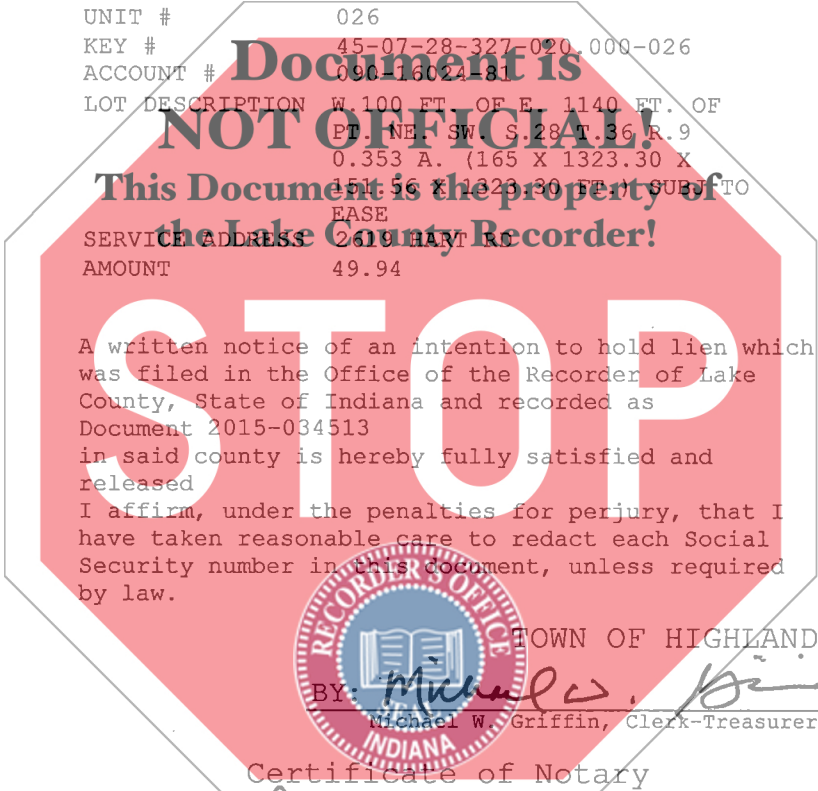 UNIT # 026
KEY # 45-07-28-327-020.000-026
ACCOUNT # 090-16024-81
LOT DESCRIPTION W.100 FT. OF E. 1140 FT. OF
PT. NE. SW. S.28 T.36 R.9
0.353 A. (165 X 1323.30 X
151.56 X 1323.30 FT.) SUBJ TO
EASE
SERVICE ADDRESS 2619 HART RD
AMOUNT 49.94
Document is
NOT OFFICIAL!
This Document is the property of
the Lake County Recorder!
STOP
A written notice of an intention to hold lien which
was filed in the Office of the Recorder of Lake
County, State of Indiana and recorded as
Document 2015-034513
in said county is hereby fully satisfied and
released
I affirm, under the penalties for perjury, that I
have taken reasonable care to redact each Social
Security number in this document, unless required
by law.
RECORDER'S OFFICE
SEAL
INDIANA
TOWN OF HIGHLAND
BY: Michael W. Griffin
Michael W. Griffin, Clerk-Treasurer
Certificate of Notary